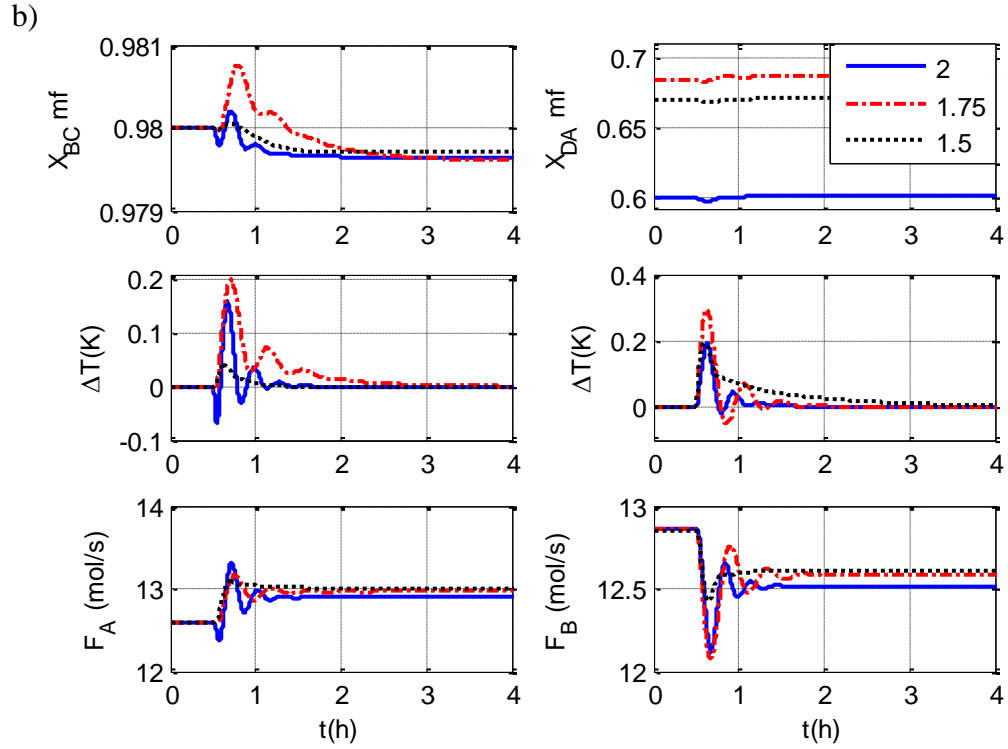 b)
0.981
0.98
0.979
X_BC mf
0 1 2 3 4
0.7
0.65
0.6
X_DA mf
0 1 2 3 4
2
1.75
1.5
0.2
0.1
0
-0.1
ΔT(K)
0 1 2 3 4
0.4
0.2
0
ΔT(K)
0 1 2 3 4
14
13
12
F_A (mol/s)
0 1 2 3 4
t(h)
13
12.5
12
F_B (mol/s)
0 1 2 3 4
t(h)